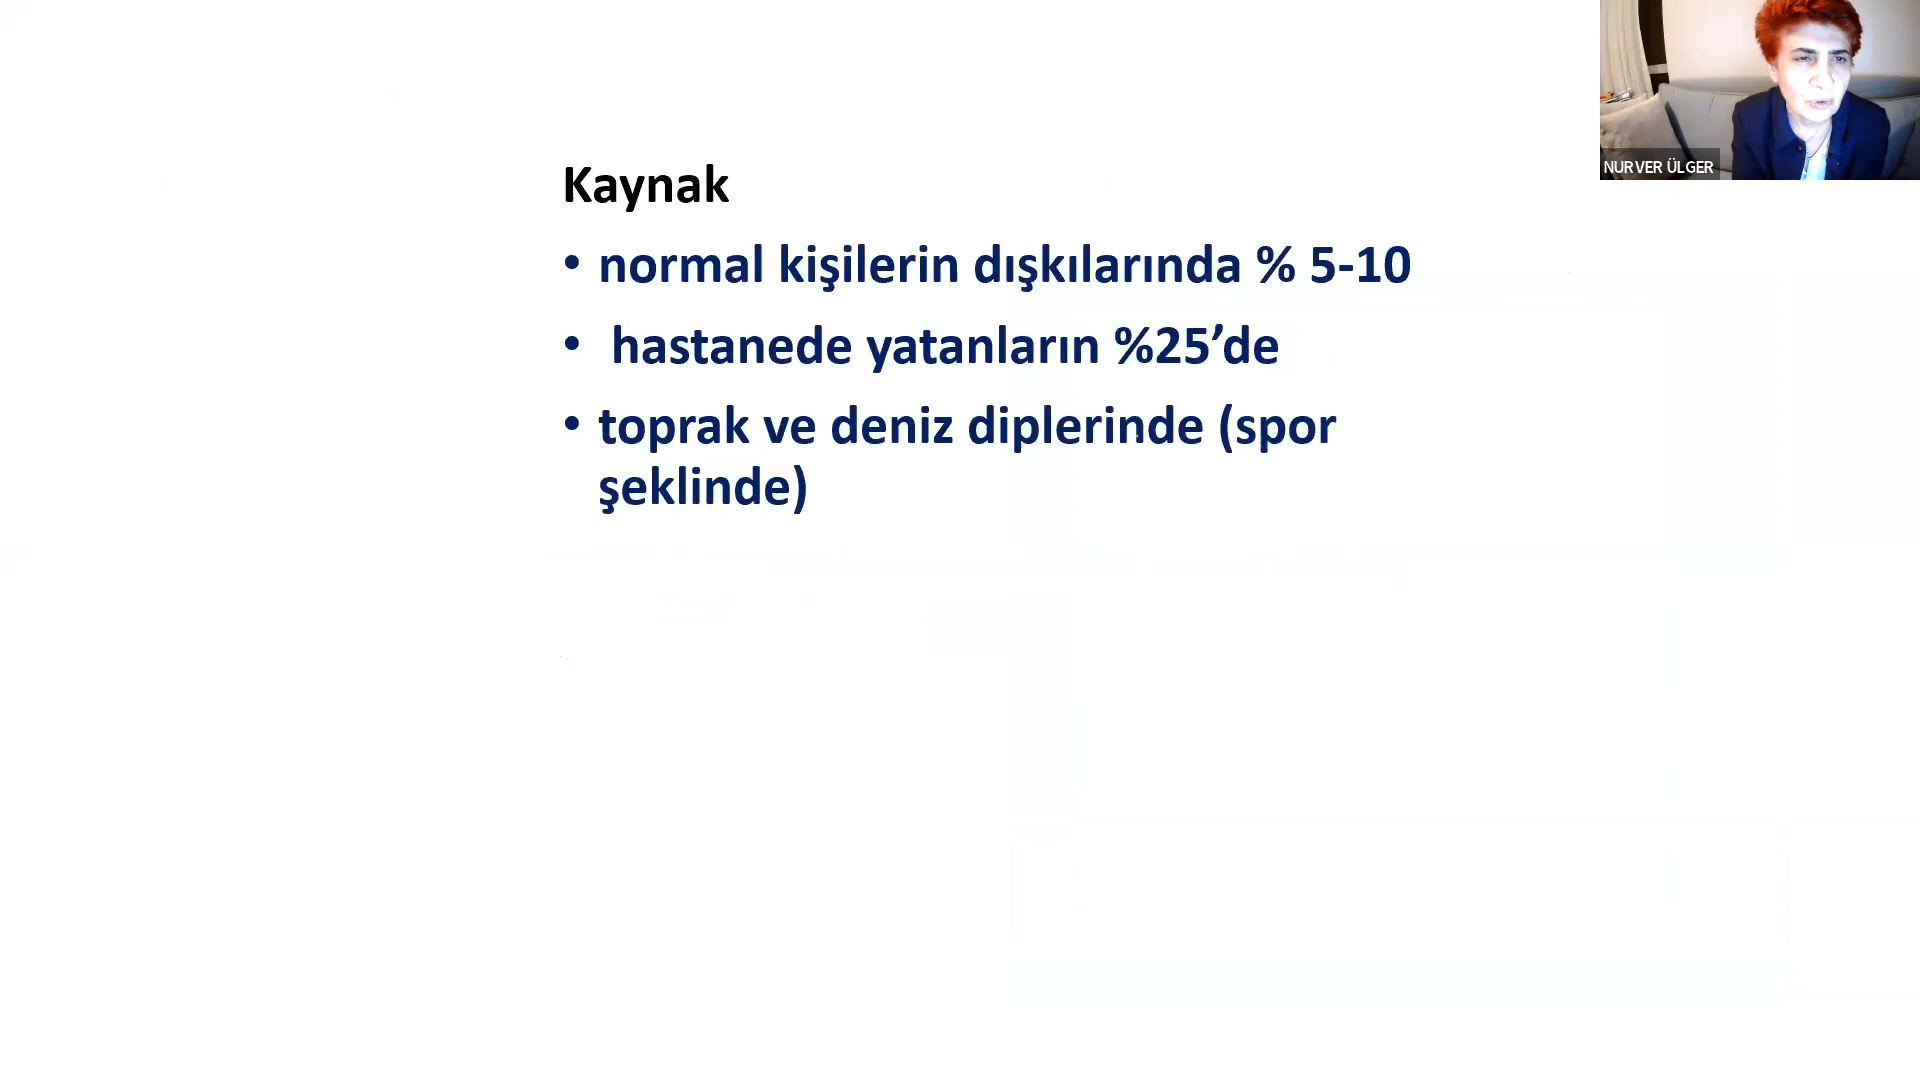 NURVER ÜLGER
Kaynak
• normal kişilerin dışkılarında % 5-10
• hastanede yatanların %25’de
• toprak ve deniz diplerinde (spor
şeklinde)